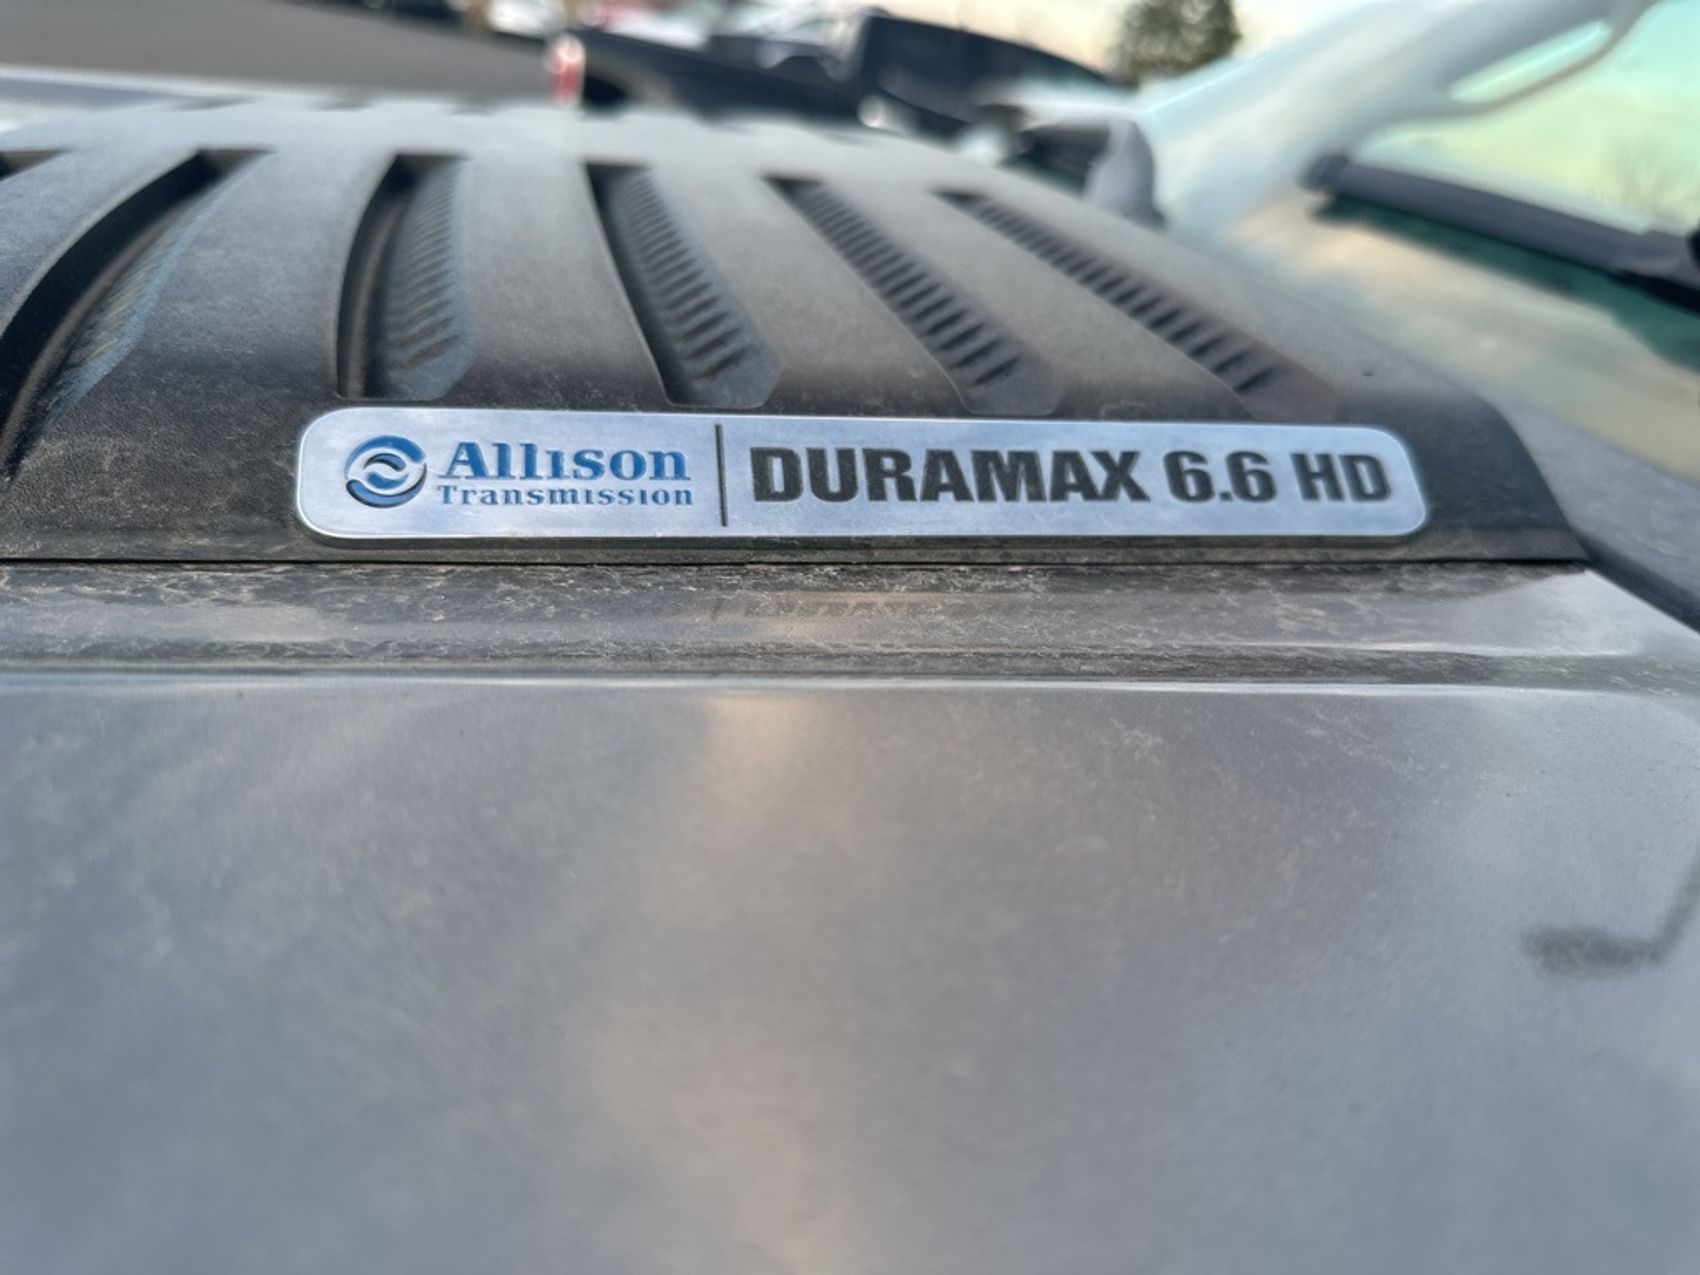 Allison
Transmission
DURAMAX 6.6 HD